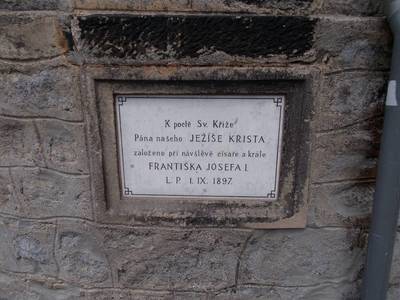 K poctě Sv. Kříže
Pána našeho JEŽÍŠE KRISTA
založeno při návštěvě císaře a krále
FRANTIŠKA JOSEFA I.
L. P. 1. IX. 1897.